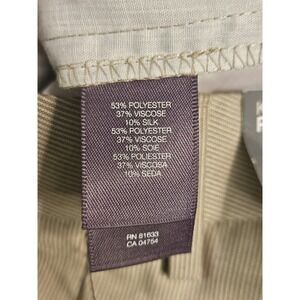 53% POLYESTER
37% VISCOSE
10% SILK
53% POLYESTER
37% VISCOSE
10% SOIE
53% POLIESTER
37% VISCOSA
10% SEDA
RN 81633
CA 04754